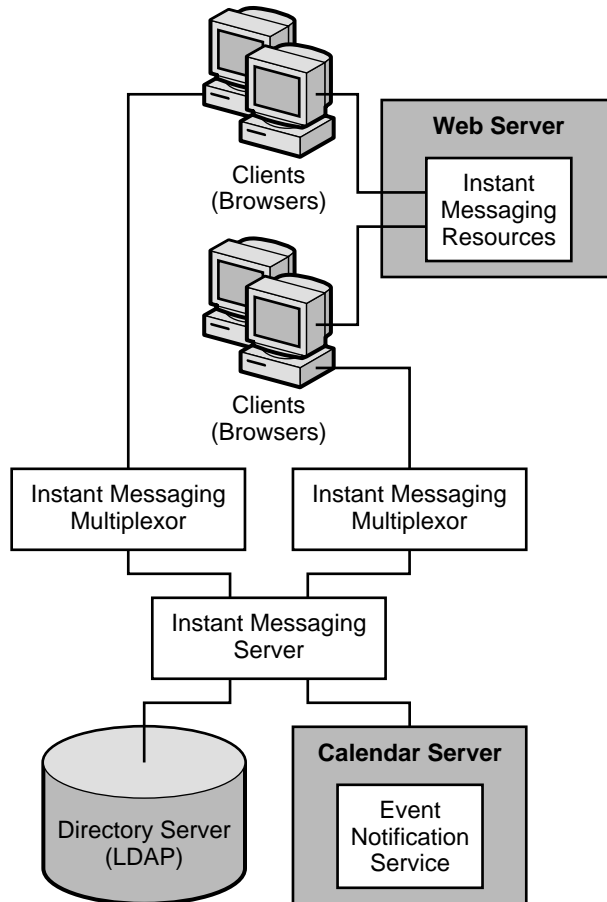 Clients
(Browsers)
Web Server
Instant
Messaging
Resources
Clients
(Browsers)
Instant Messaging
Multiplexor
Instant Messaging
Multiplexor
Instant Messaging
Server
Directory Server
(LDAP)
Calendar Server
Event
Notification
Service